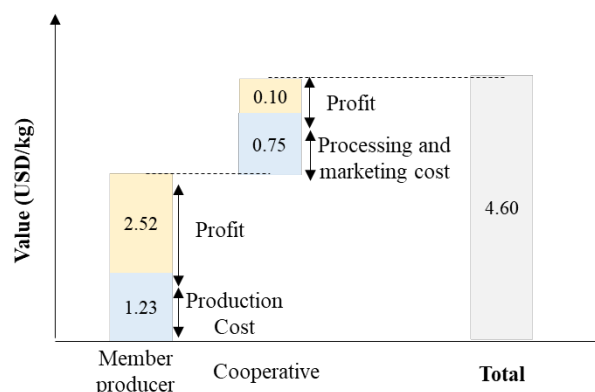 Value (USD/kg)
0.10
Profit
0.75
Processing and
marketing cost
2.52
Profit
4.60
1.23
Production
Cost
Member
producer
Cooperative
Total